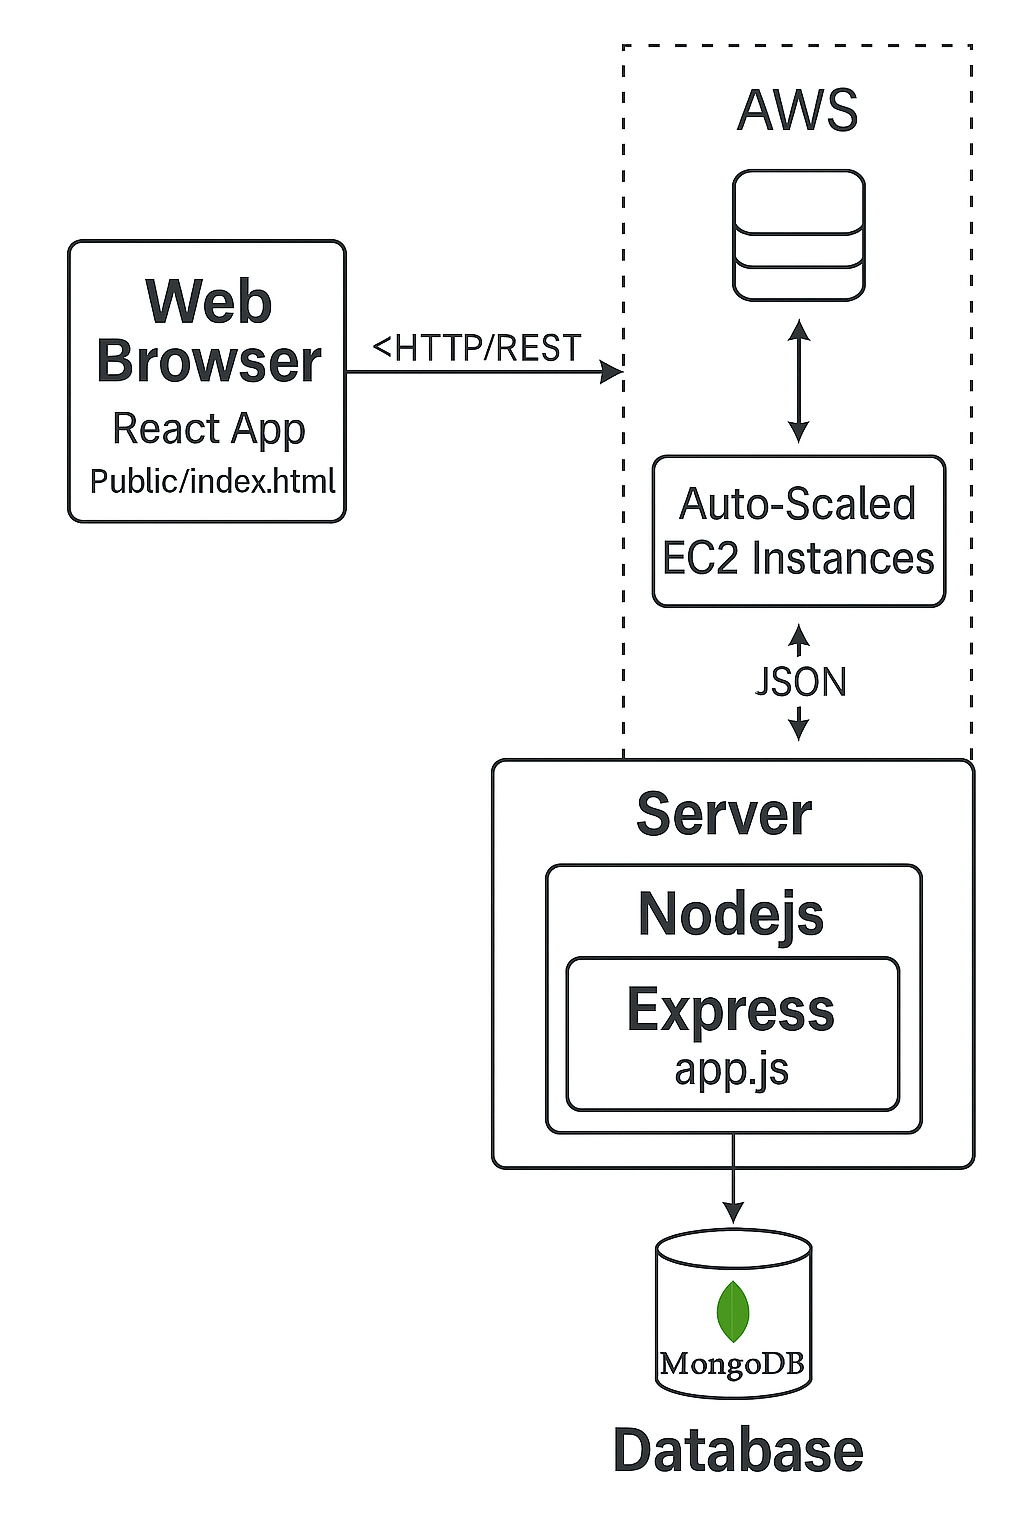 AWS
Web
Browser
React App
Public/index.html
<HTTP/REST
Auto-Scaled
EC2 Instances
JSON
Server
Nodejs
Express
app.js
MongoDB
Database